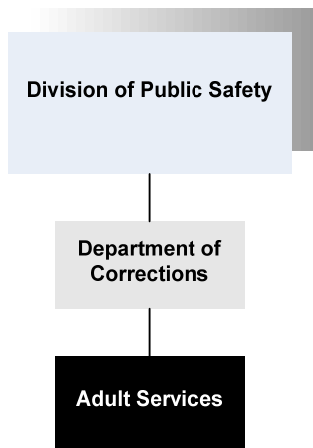 Division of Public Safety
Department of
Corrections
Adult Services